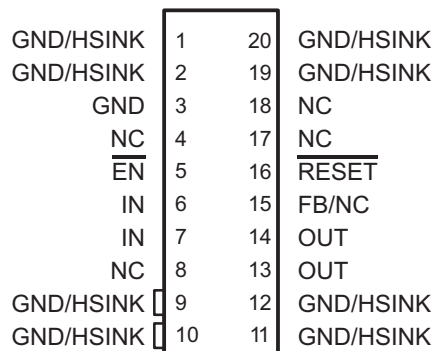 GND/HSINK 1 20 GND/HSINK
GND/HSINK 2 19 GND/HSINK
GND 3 18 NC
NC 4 17 NC
E̅N̅ 5 16 R̅E̅S̅E̅T̅
IN 6 15 FB/NC
IN 7 14 OUT
NC 8 13 OUT
GND/HSINK 9 12 GND/HSINK
GND/HSINK 10 11 GND/HSINK